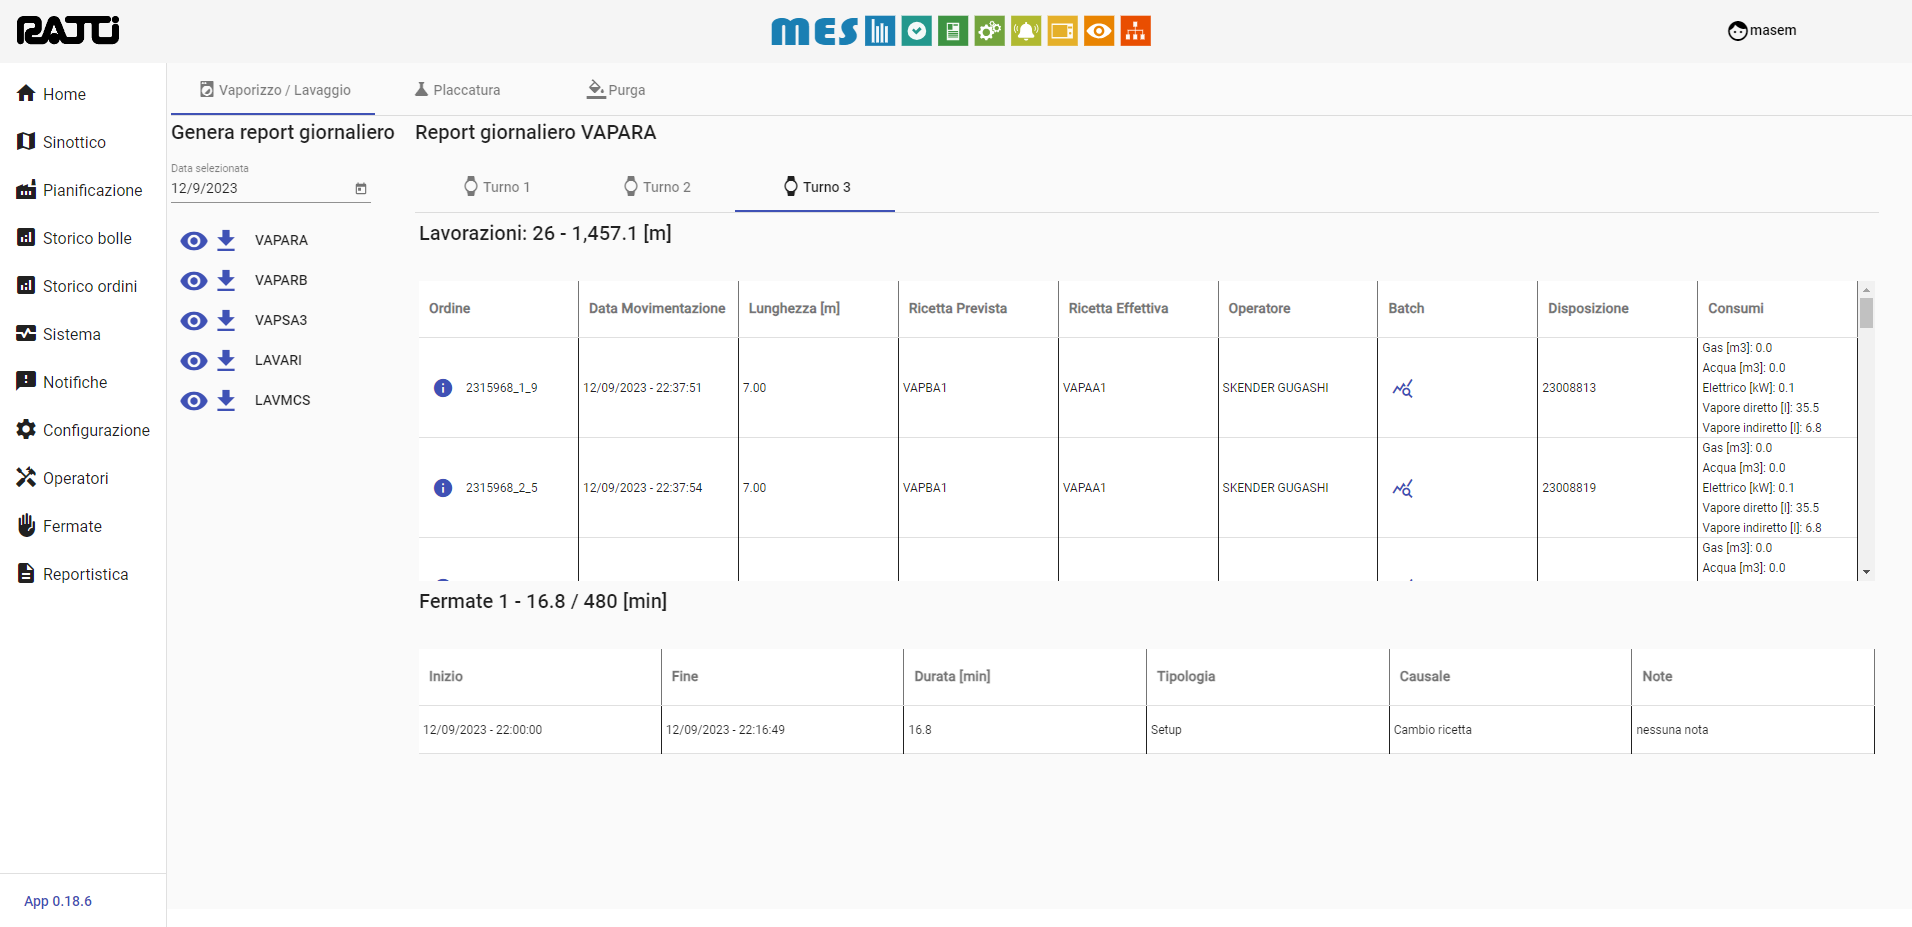 RATTI
MES
masem
Home
Sinottico
Pianificazione
Storico bolle
Storico ordini
Sistema
Notifiche
Configurazione
Operatori
Fermate
Reportistica
App 0.18.6
Vaporizzo / Lavaggio
Placcatura
Purga
Genera report giornaliero
Data selezionata
12/9/2023
VAPARA
VAPARB
VAPSA3
LAVARI
LAVMCS
Report giornaliero VAPARA
Turno 1
Turno 2
Turno 3
Lavorazioni: 26 - 1,457.1 [m]
Ordine Data Movimentazione Lunghezza [m] Ricetta Prevista Ricetta Effettiva Operatore Batch Disposizione Consumi
2315968_1_9 12/09/2023 - 22:37:51 7.00 VAPBA1 VAPAA1 SKENDER GUGASHI 23008813
Gas [m3]: 0.0
Acqua [m3]: 0.0
Elettrico [kW]: 0.1
Vapore diretto [l]: 35.5
Vapore indiretto [l]: 6.8
2315968_2_5 12/09/2023 - 22:37:54 7.00 VAPBA1 VAPAA1 SKENDER GUGASHI 23008819
Gas [m3]: 0.0
Acqua [m3]: 0.0
Elettrico [kW]: 0.1
Vapore diretto [l]: 35.5
Vapore indiretto [l]: 6.8
Gas [m3]: 0.0
Acqua [m3]: 0.0
Fermate 1 - 16.8 / 480 [min]
Inizio Fine Durata [min] Tipologia Causale Note
12/09/2023 - 22:00:00 12/09/2023 - 22:16:49 16.8 Setup Cambio ricetta nessuna nota